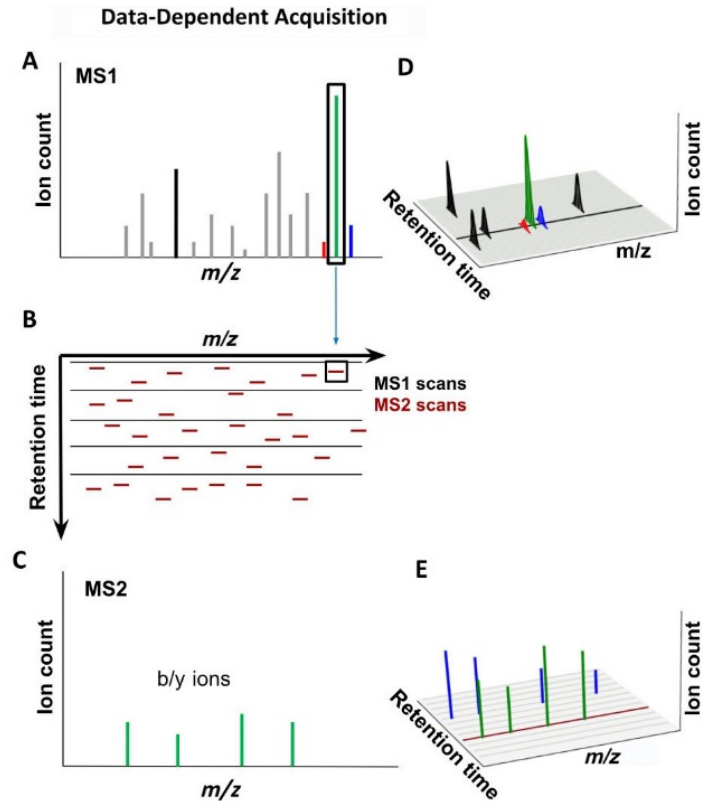 Data-Dependent Acquisition
A
MS1
Ion count
m/z
D
Ion count
Retention time
m/z
B
m/z
Retention time
MS1 scans
MS2 scans
C
MS2
Ion count
b/y ions
m/z
E
Ion count
Retention time
m/z